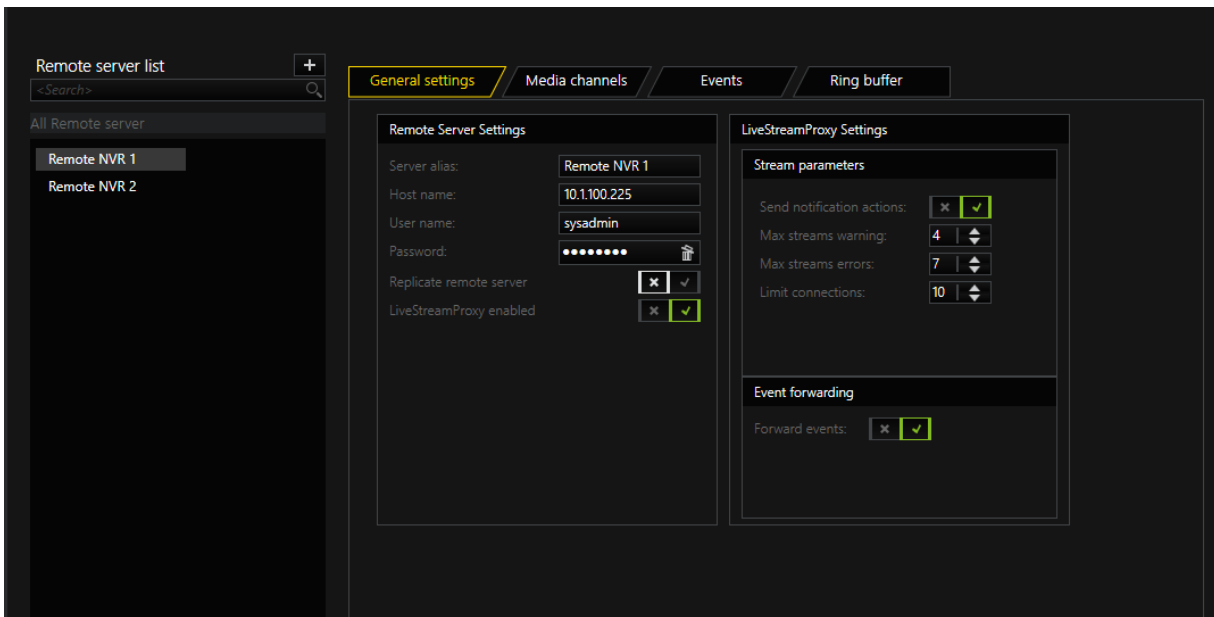 Remote server list
+
<Search>
All Remote server
Remote NVR 1
Remote NVR 2
General settings
Media channels
Events
Ring buffer
Remote Server Settings
Server alias: Remote NVR 1
Host name: 10.1.100.225
User name: sysadmin
Password: ••••••••
Replicate remote server
LiveStreamProxy enabled
LiveStreamProxy Settings
Stream parameters
Send notification actions:
Max streams warning: 4
Max streams errors: 7
Limit connections: 10
Event forwarding
Forward events: